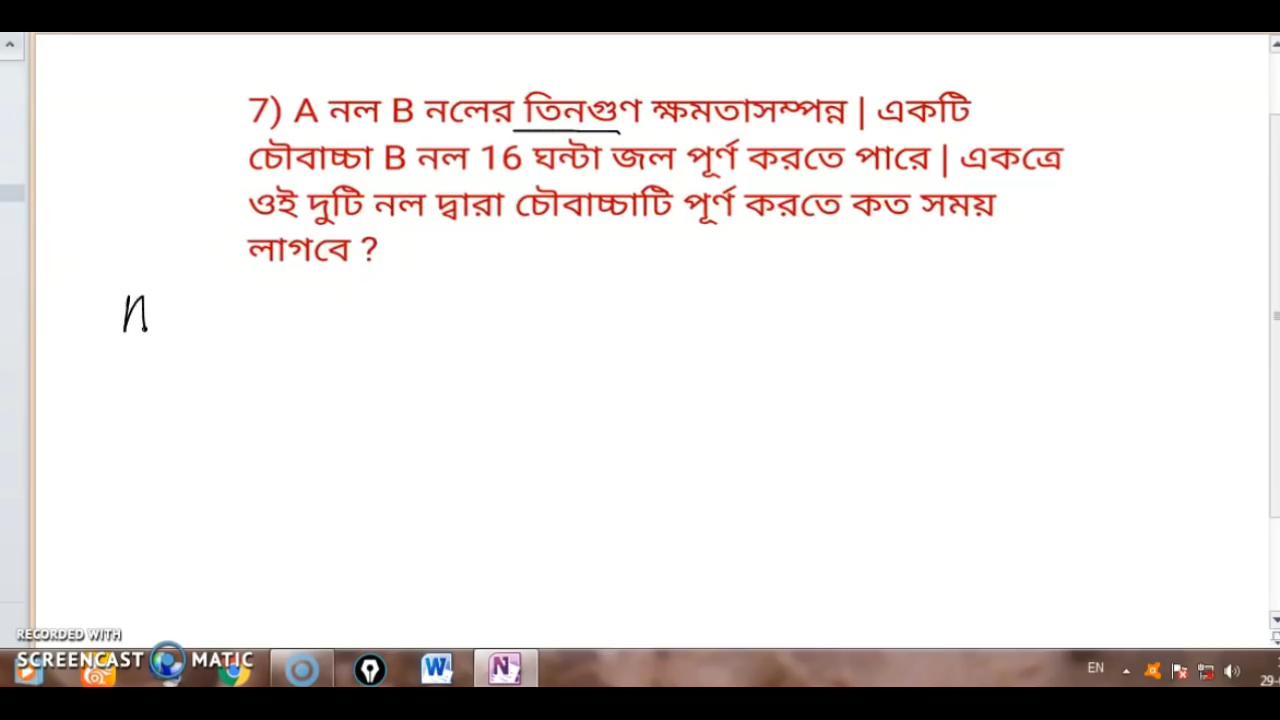 7) A নল B নলের তিনগুণ ক্ষমতাসম্পন্ন | একটি
চৌবাচ্চা B নল 16 ঘন্টা জল পূর্ণ করতে পারে | একত্রে
ওই দুটি নল দ্বারা চৌবাচ্চাটি পূর্ণ করতে কত সময়
লাগবে ?
RECORDED WITH
SCREENCAST MATIC
EN